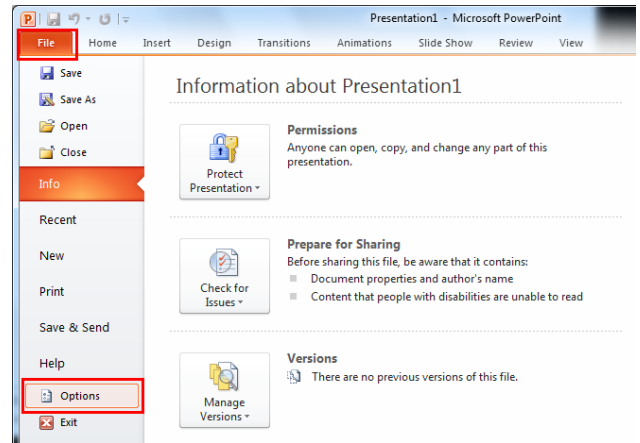 Presentation1 - Microsoft PowerPoint
File Home Insert Design Transitions Animations Slide Show Review View
Save
Save As
Open
Close
Info
Recent
New
Print
Save & Send
Help
Options
Exit
Information about Presentation1
Protect
Presentation
Permissions
Anyone can open, copy, and change any part of this
presentation.
Check for
Issues
Prepare for Sharing
Before sharing this file, be aware that it contains:
Document properties and author's name
Content that people with disabilities are unable to read
Manage
Versions
Versions
There are no previous versions of this file.